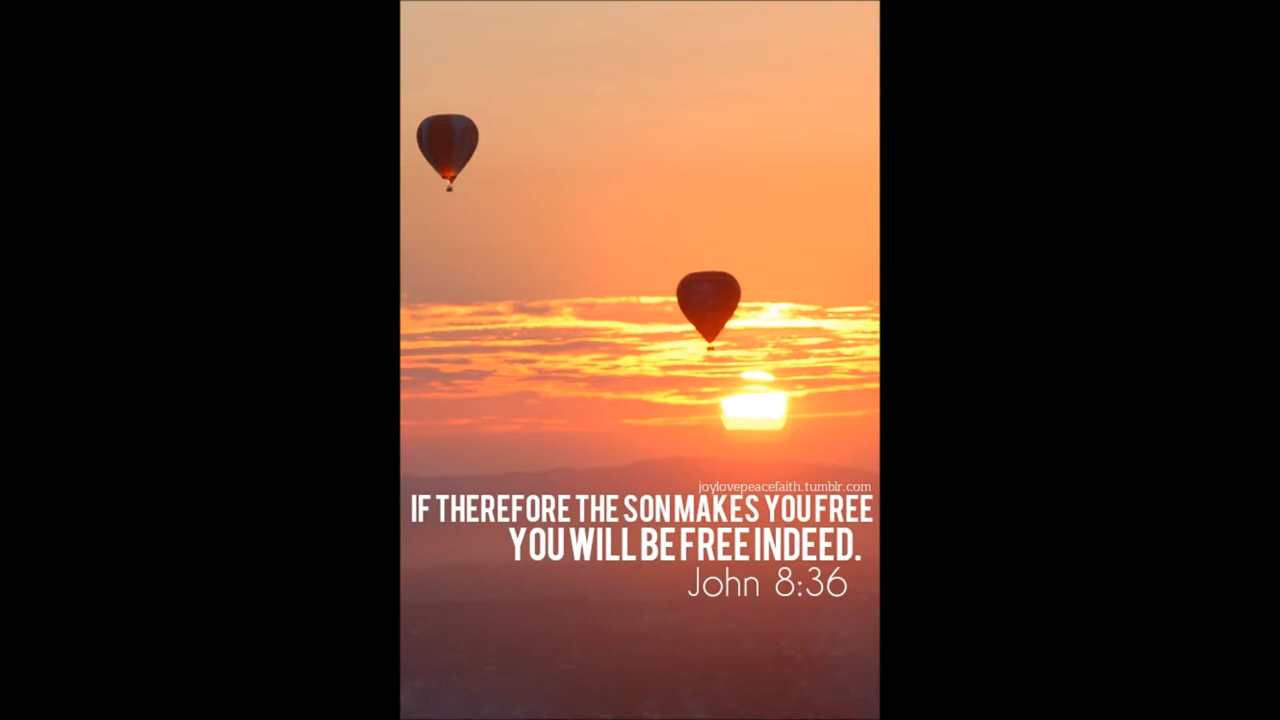 joylovepeacefaith.tumblr.com
IF THEREFORE THE SON MAKES YOU FREE
YOU WILL BE FREE INDEED.
John 8:36